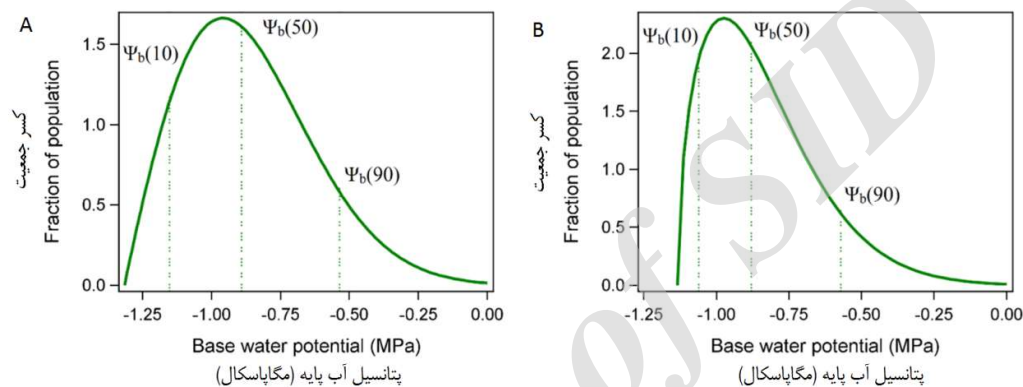 A
Ψb(10)
Ψb(50)
Ψb(90)
Fraction of population
کسر جمعیت
1.5
1.0
0.5
0.0
-1.25
-1.00
-0.75
-0.50
-0.25
0.00
Base water potential (MPa)
پتانسیل آب پایه (مگاپاسکال)
B
Ψb(10)
Ψb(50)
Ψb(90)
Fraction of population
کسر جمعیت
2.0
1.5
1.0
0.5
0.0
-1.25
-1.00
-0.75
-0.50
-0.25
0.00
Base water potential (MPa)
پتانسیل آب پایه (مگاپاسکال)
of SID